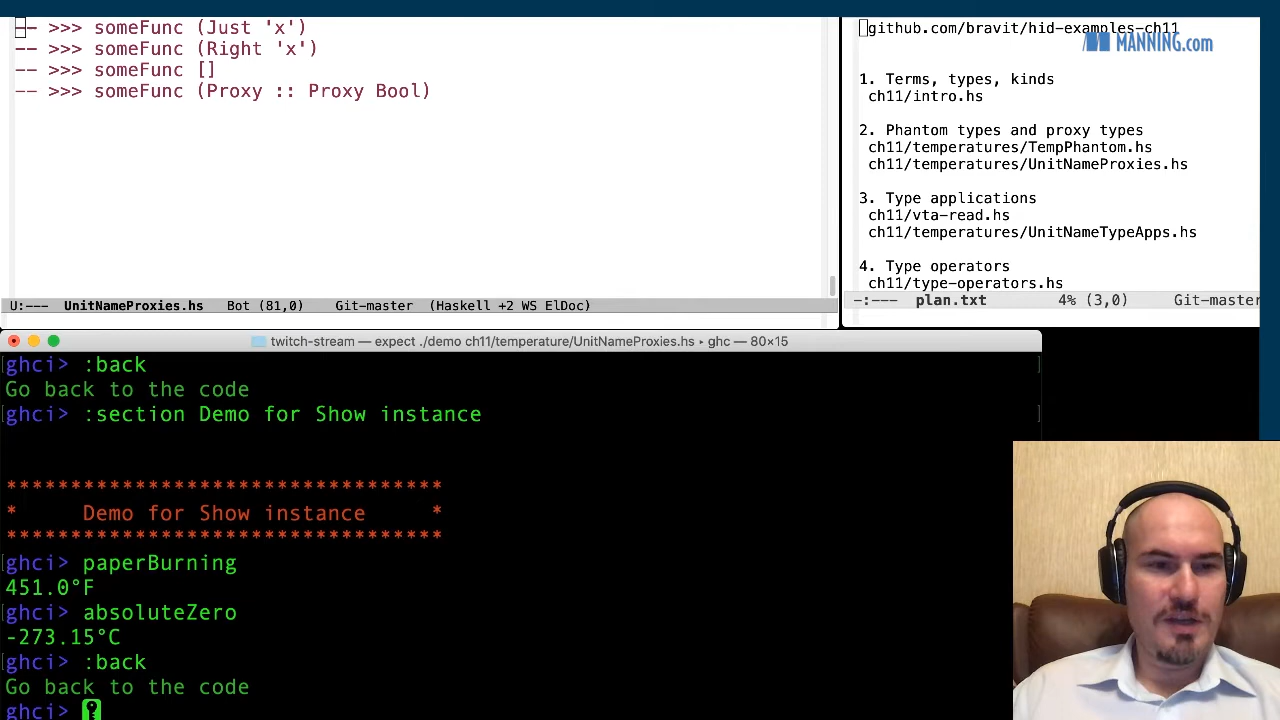 -- >>> someFunc (Just 'x')
-- >>> someFunc (Right 'x')
-- >>> someFunc []
-- >>> someFunc (Proxy :: Proxy Bool)
U:--- UnitNameProxies.hs Bot (81,0) Git-master (Haskell +2 WS ElDoc)
github.com/bravit/hid-examples-ch11
MANNING.com
1. Terms, types, kinds
ch11/intro.hs
2. Phantom types and proxy types
ch11/temperatures/TempPhantom.hs
ch11/temperatures/UnitNameProxies.hs
3. Type applications
ch11/vta-read.hs
ch11/temperatures/UnitNameTypeApps.hs
4. Type operators
ch11/type-operators.hs
-:--- plan.txt 4% (3,0) Git-master
twitch-stream — expect ./demo ch11/temperature/UnitNameProxies.hs ▸ ghc — 80×15
ghci> :back
Go back to the code
ghci> :section Demo for Show instance
***********************************
* Demo for Show instance *
***********************************
ghci> paperBurning
451.0°F
ghci> absoluteZero
-273.15°C
ghci> :back
Go back to the code
ghci>